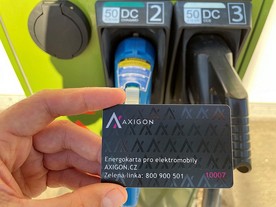 50 DC 2
50 DC 3
AXIGON
Energokarta pro elektromobily
AXIGON.CZ
Zelená linka: 800 900 501
10007